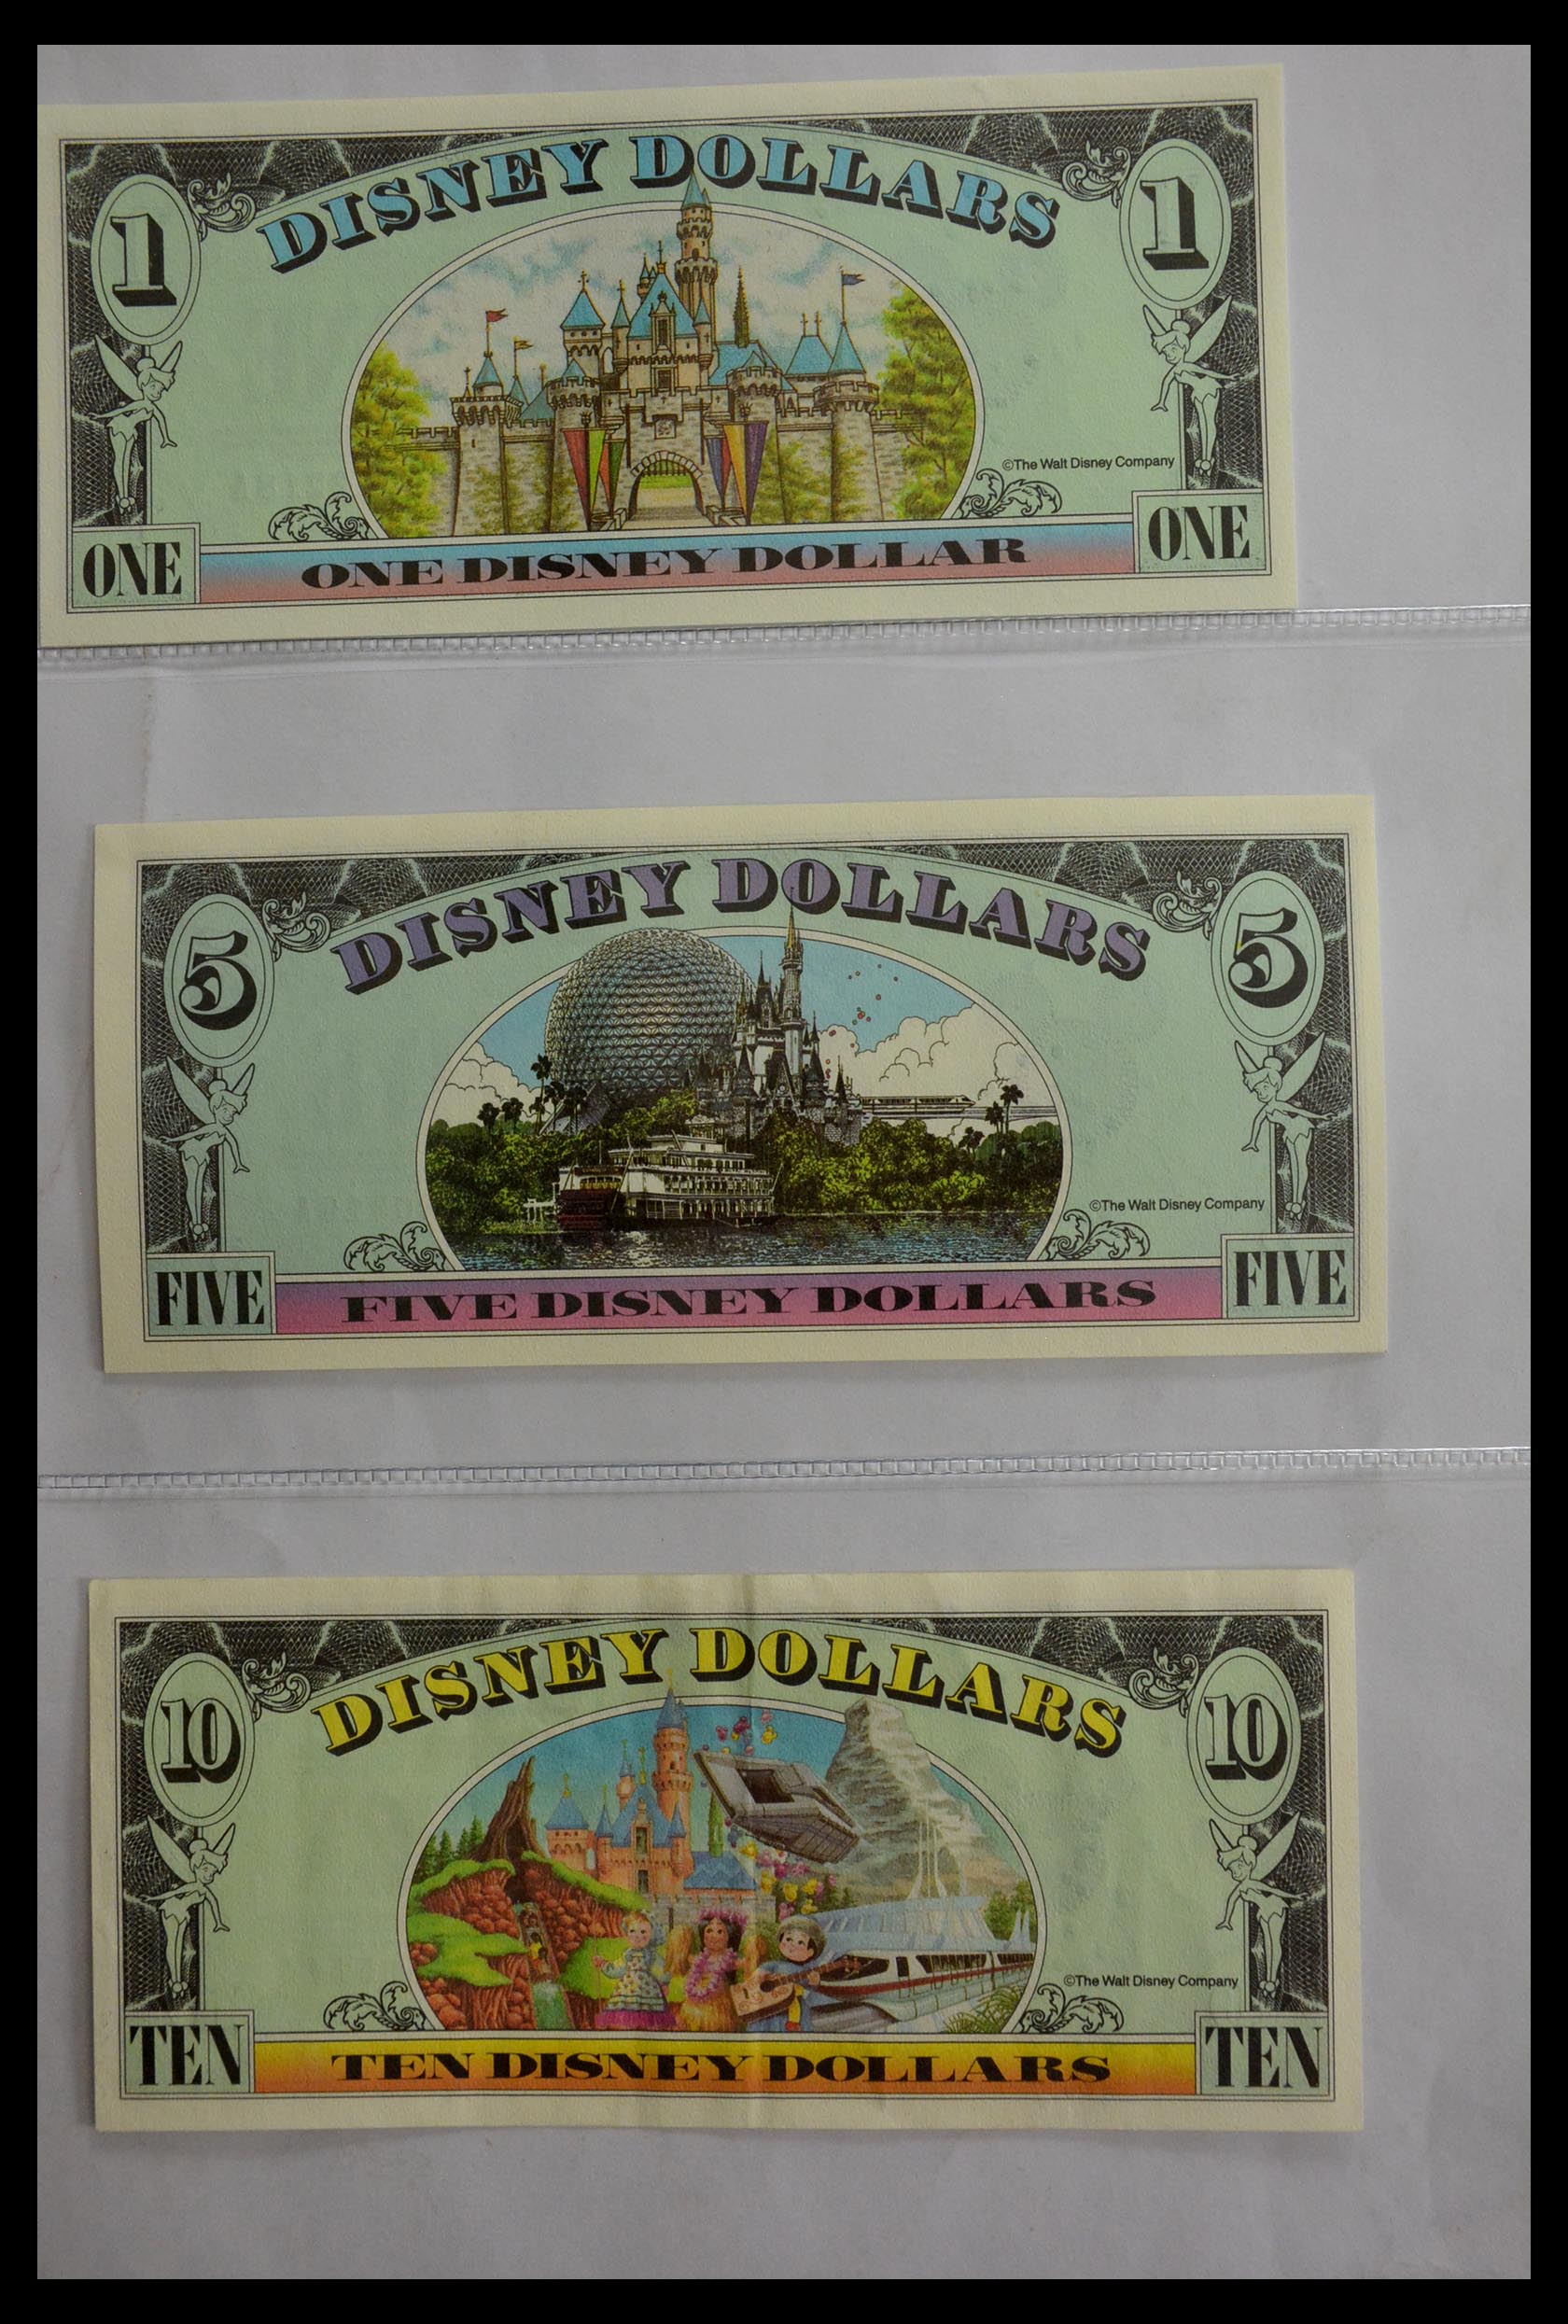 DISNEY DOLLARS
1 1
©The Walt Disney Company
ONE ONE DISNEY DOLLAR ONE
DISNEY DOLLARS
5 5
©The Walt Disney Company
FIVE FIVE DISNEY DOLLARS FIVE
DISNEY DOLLARS
10 10
©The Walt Disney Company
TEN TEN DISNEY DOLLARS TEN